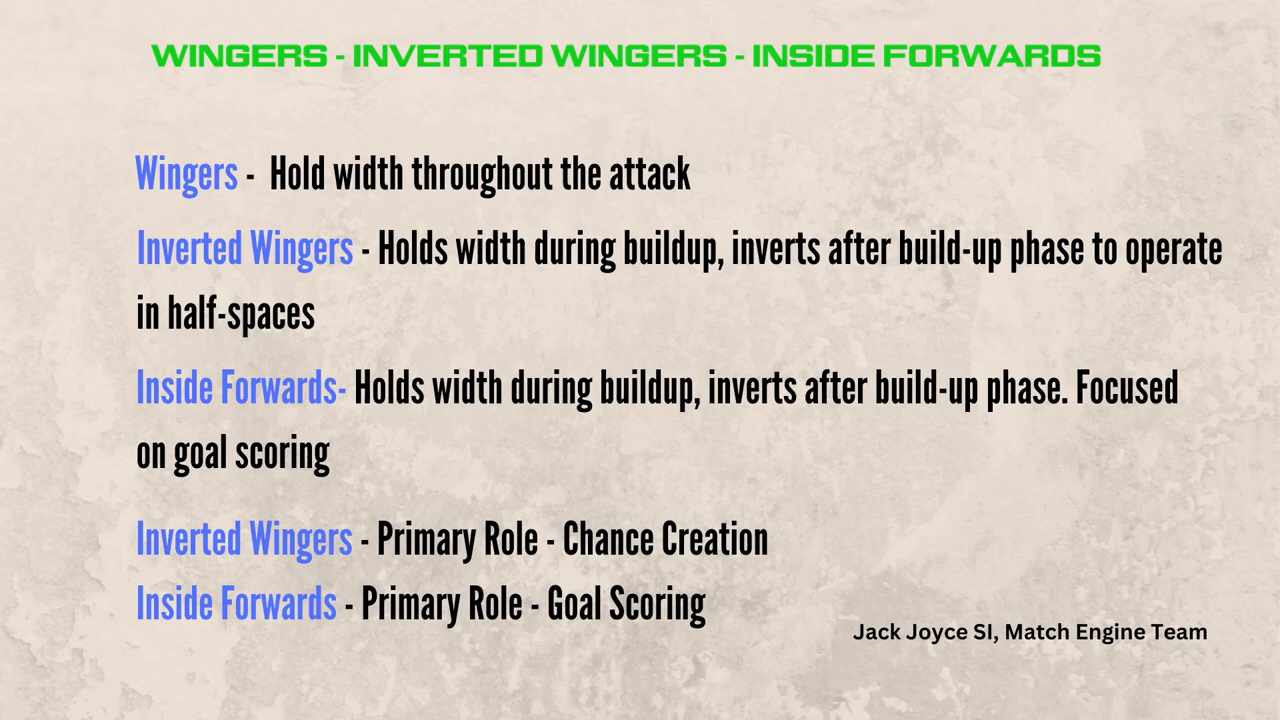 WINGERS - INVERTED WINGERS - INSIDE FORWARDS
Wingers - Hold width throughout the attack
Inverted Wingers - Holds width during buildup, inverts after build-up phase to operate
in half-spaces
Inside Forwards- Holds width during buildup, inverts after build-up phase. Focused
on goal scoring
Inverted Wingers - Primary Role - Chance Creation
Inside Forwards - Primary Role - Goal Scoring
Jack Joyce SI, Match Engine Team